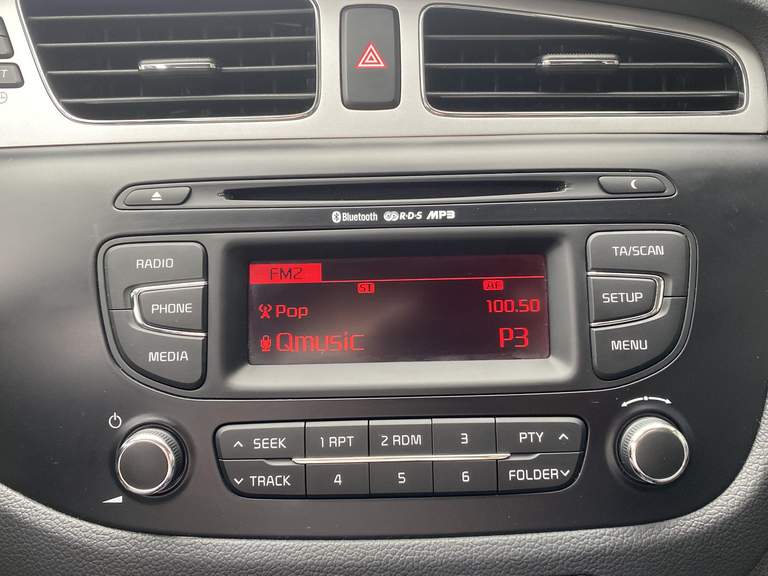 T
Bluetooth R·D·S MP3
RADIO
PHONE
MEDIA
FM2
ST AF
Pop 100.50
Qmusic P3
TA/SCAN
SETUP
MENU
SEEK 1 RPT 2 RDM 3 PTY
TRACK 4 5 6 FOLDER